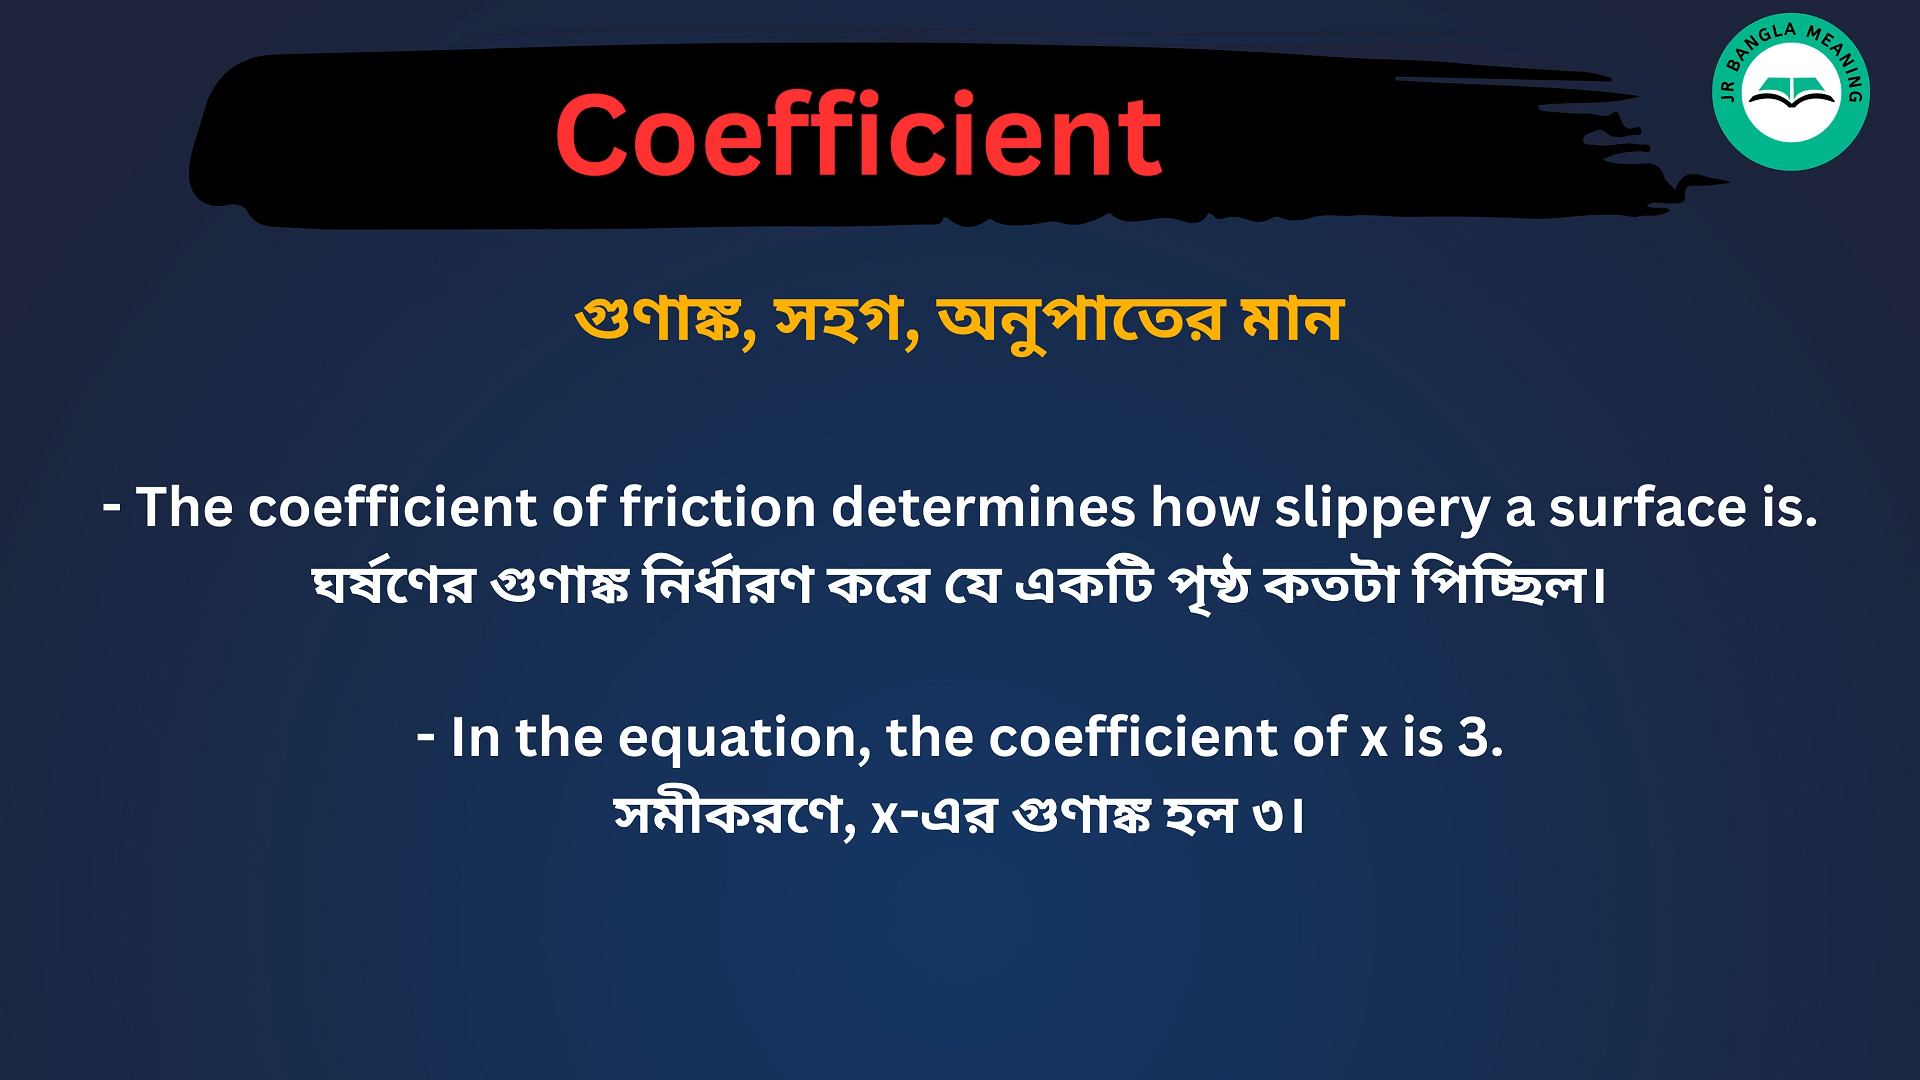 JR BANGLA MEANING
Coefficient
গুণাঙ্ক, সহগ, অনুপাতের মান
- The coefficient of friction determines how slippery a surface is.
ঘর্ষণের গুণাঙ্ক নির্ধারণ করে যে একটি পৃষ্ঠ কতটা পিচ্ছিল।
- In the equation, the coefficient of x is 3.
সমীকরণে, x-এর গুণাঙ্ক হল ৩।